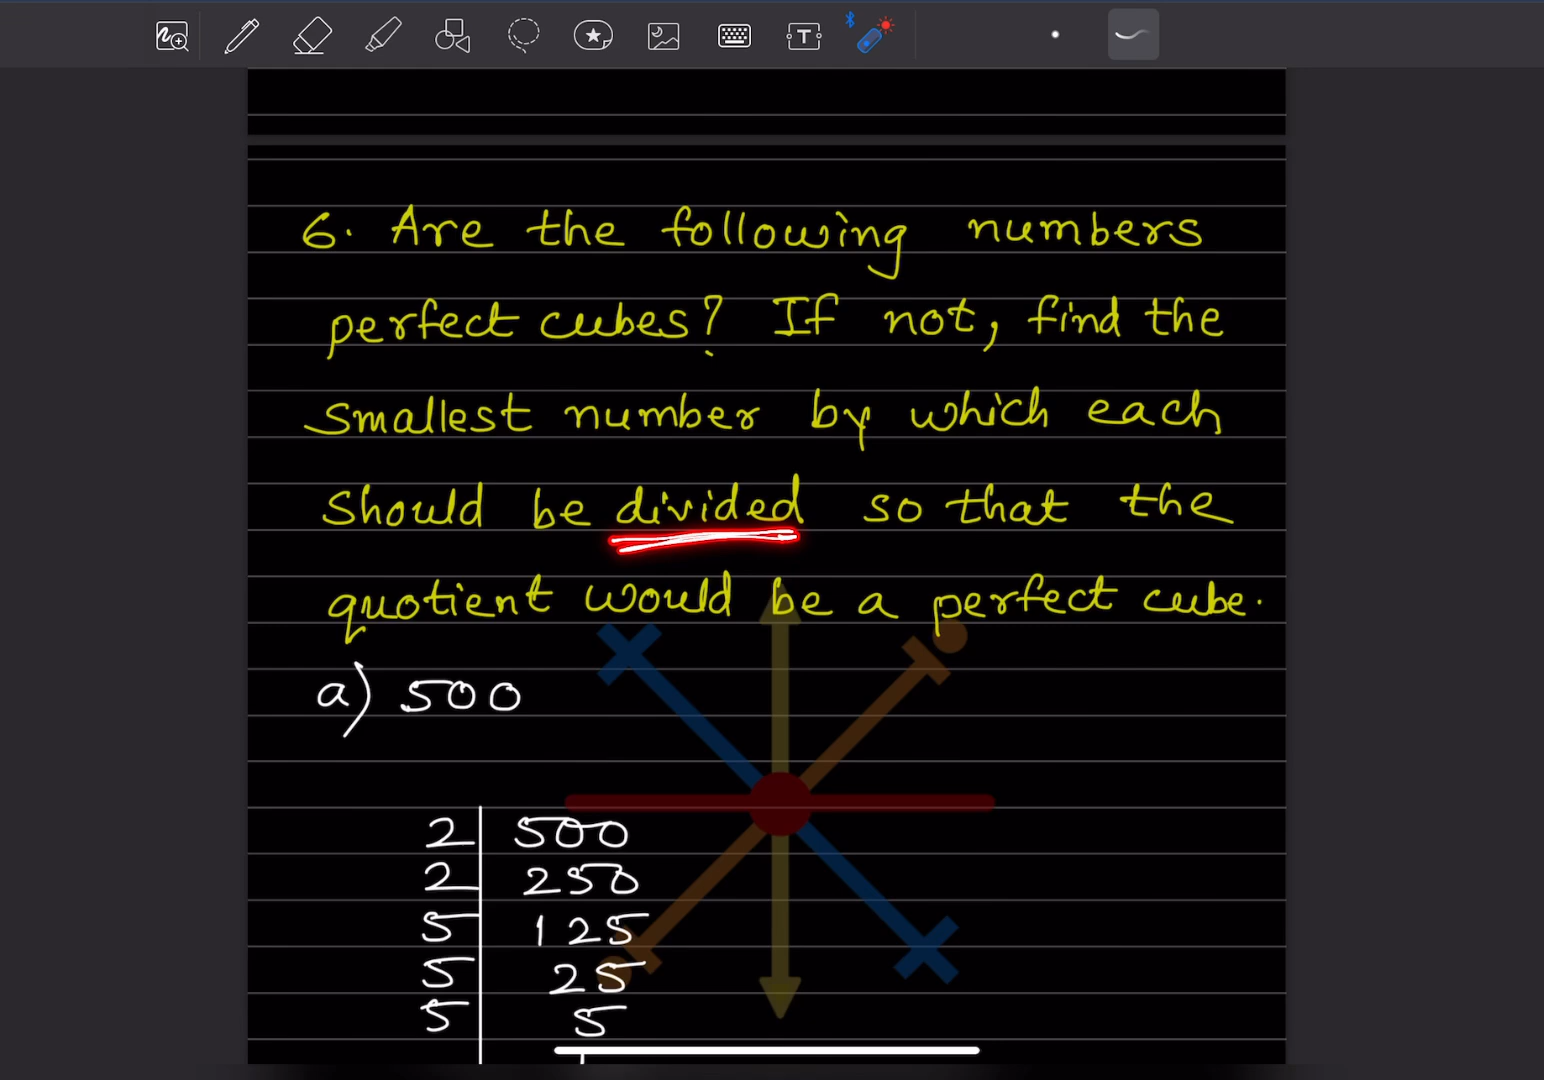 6. Are the following numbers
perfect cubes? If not, find the
smallest number by which each
should be divided so that the
quotient would be a perfect cube.
a) 500
2 500
2 250
5 125
5 25
5 5
1